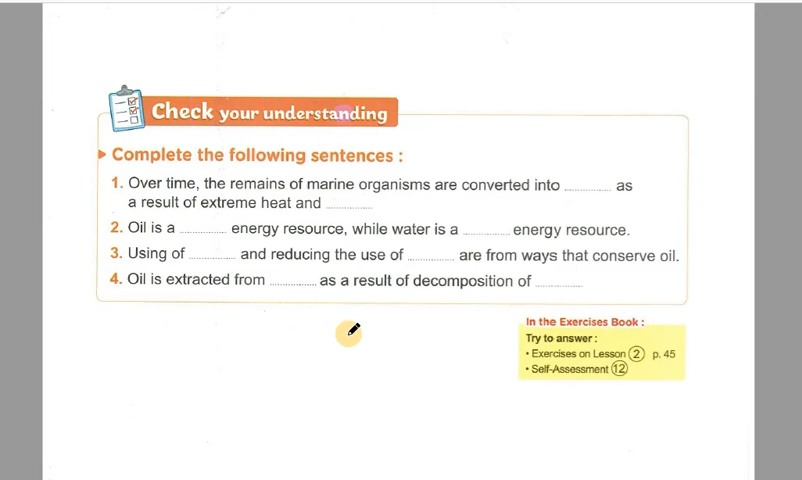 Check your understanding
Complete the following sentences :
1. Over time, the remains of marine organisms are converted into .............. as
a result of extreme heat and ..............
2. Oil is a .............. energy resource, while water is a .............. energy resource.
3. Using of .............. and reducing the use of .............. are from ways that conserve oil.
4. Oil is extracted from .............. as a result of decomposition of ..............
In the Exercises Book :
Try to answer :
• Exercises on Lesson 2 p. 45
• Self-Assessment 12